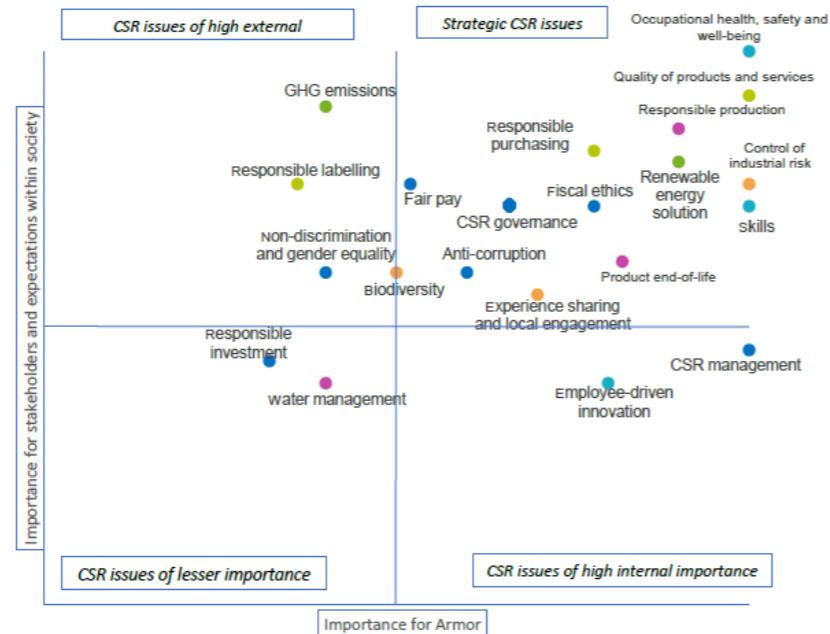 CSR issues of high external
Strategic CSR issues
Occupational health, safety and
well-being
Quality of products and services
GHG emissions
Responsible production
Responsible
purchasing
Control of
industrial risk
Responsible labelling
Fair pay
Fiscal ethics
Renewable
energy
solution
CSR governance
Skills
Non-discrimination
and gender equality
Anti-corruption
Biodiversity
Product end-of-life
Experience sharing
and local engagement
Responsible
investment
CSR management
water management
Employee-driven
innovation
CSR issues of lesser importance
CSR issues of high internal importance
Importance for stakeholders and expectations within society
Importance for Armor